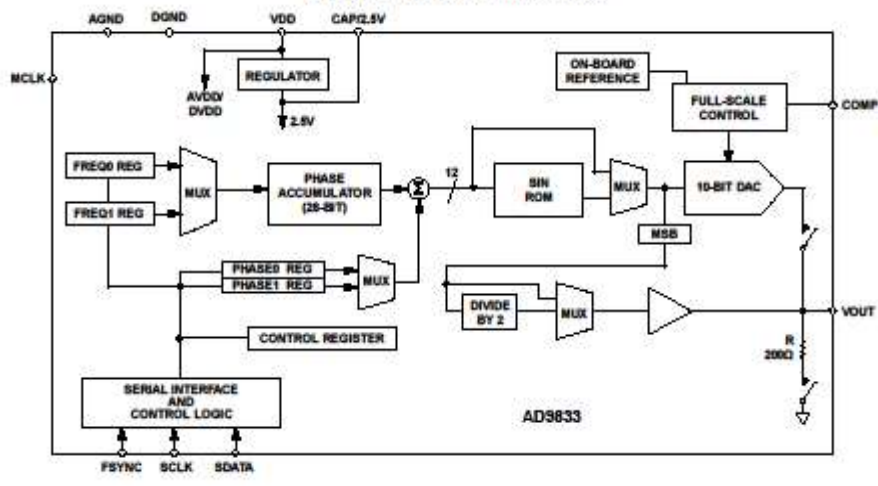 AGND
DGND
VDD
CAP/2.5V
MCLK
REGULATOR
AVDD/
DVDD
2.5V
ON-BOARD
REFERENCE
FULL-SCALE
CONTROL
COMP
FREQ0 REG
FREQ1 REG
MUX
PHASE
ACCUMULATOR
(28-BIT)
Σ
12
SIN
ROM
MUX
10-BIT DAC
MSB
PHASE0 REG
PHASE1 REG
MUX
DIVIDE
BY 2
MUX
VOUT
CONTROL REGISTER
R
200Ω
SERIAL INTERFACE
AND
CONTROL LOGIC
AD9833
FSYNC
SCLK
SDATA